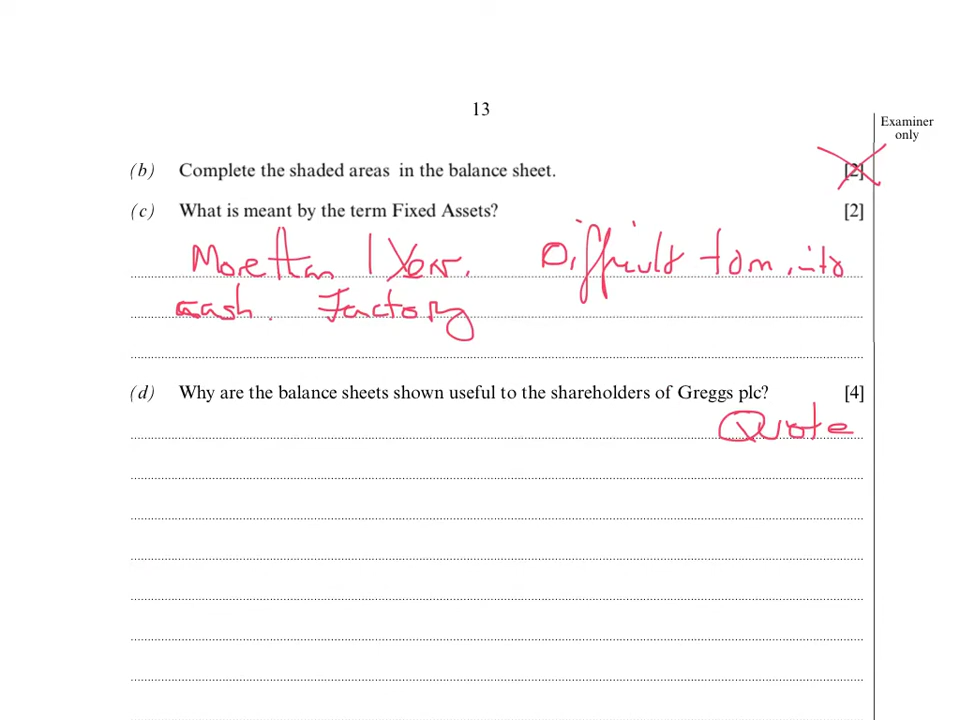 13
Examiner
only
(b) Complete the shaded areas in the balance sheet. [2]
(c) What is meant by the term Fixed Assets? [2]
More than 1 Year. Difficult to turn into
cash. Factory
(d) Why are the balance sheets shown useful to the shareholders of Greggs plc? [4]
Quote